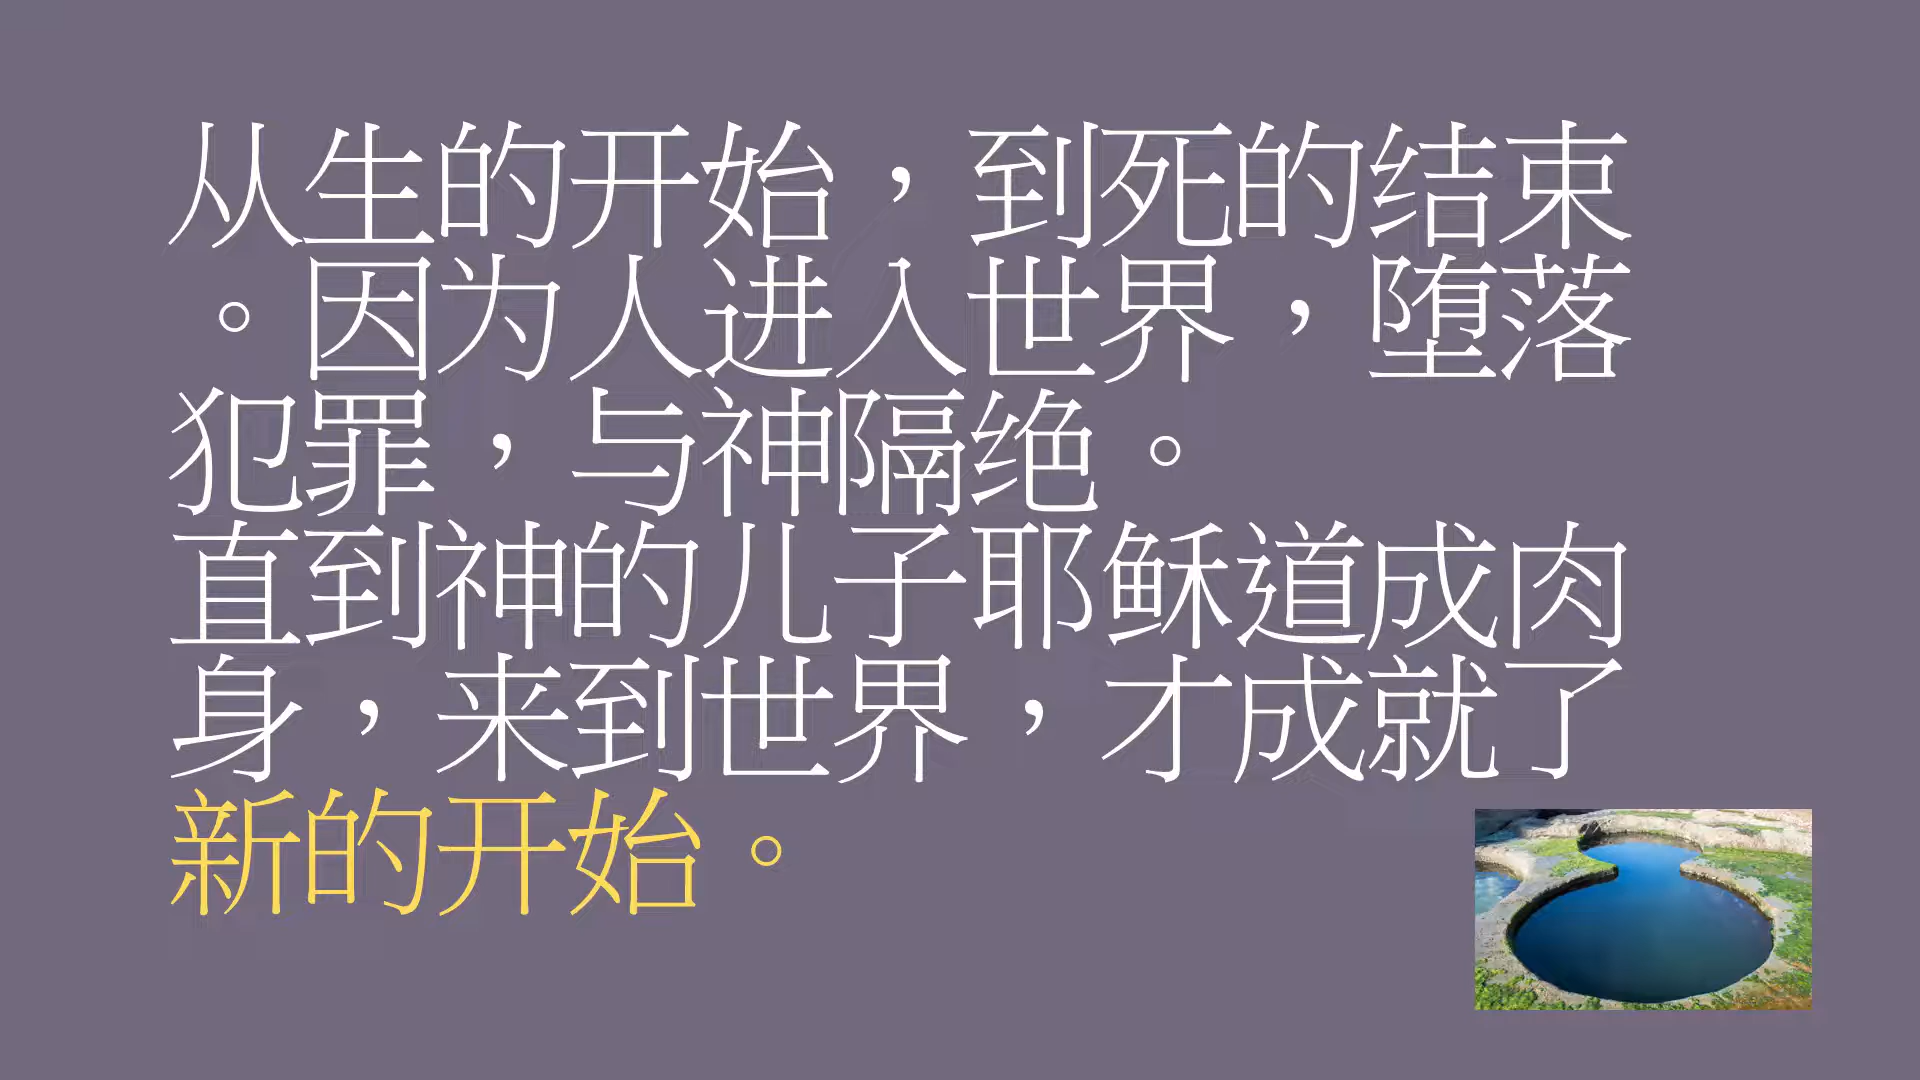 从生的开始，到死的结束
。因为人进入世界，堕落
犯罪，与神隔绝。
直到神的儿子耶稣道成肉
身，来到世界，才成就了
新的开始。